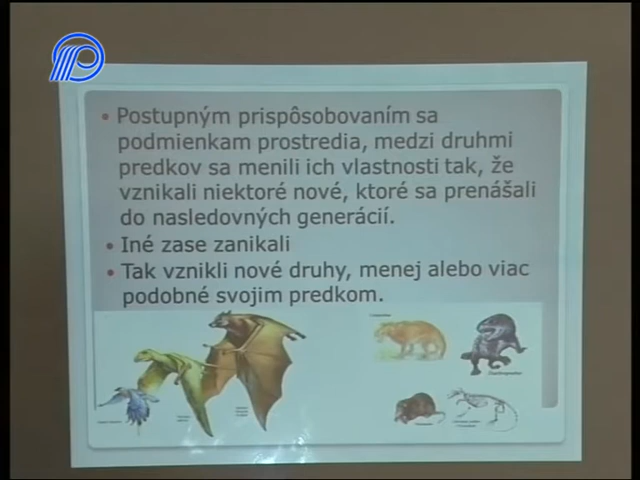 • Postupným prispôsobovaním sa
podmienkam prostredia, medzi druhmi
predkov sa menili ich vlastnosti tak, že
vznikali niektoré nové, ktoré sa prenášali
do nasledovných generácií.
• Iné zase zanikali
• Tak vznikli nové druhy, menej alebo viac
podobné svojim predkom.